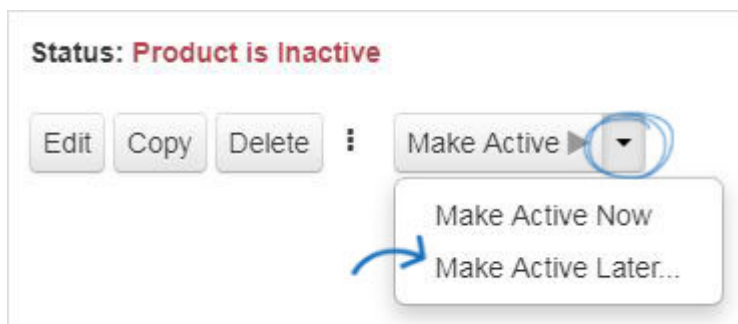 Status: Product is Inactive
Edit Copy Delete Make Active
Make Active Now
Make Active Later...